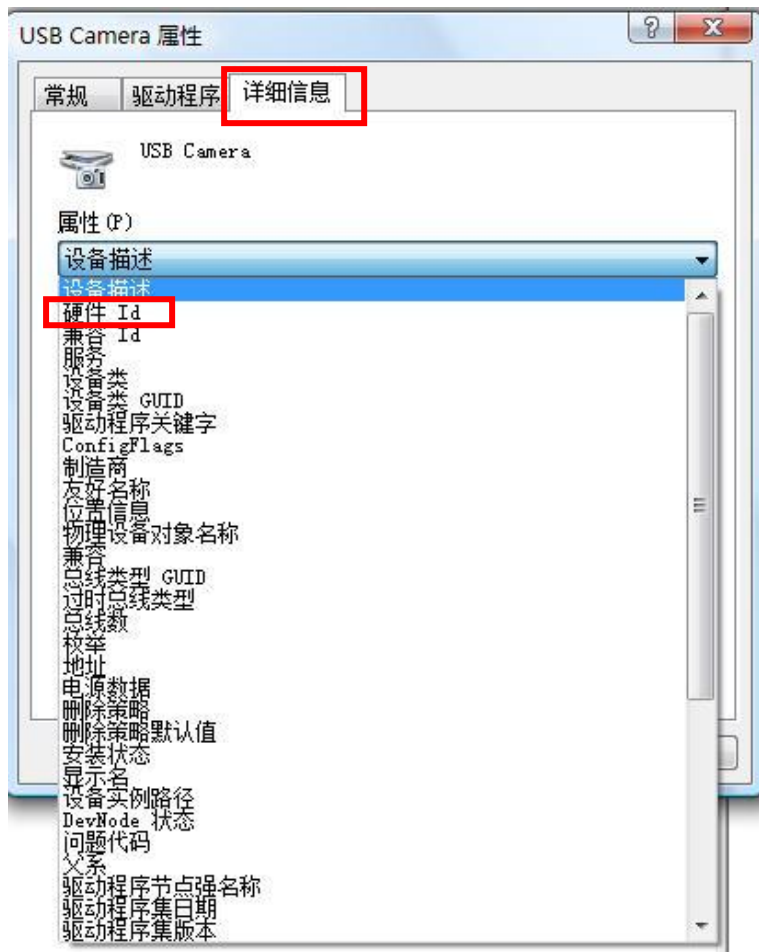 USB Camera 属性
常规
驱动程序
详细信息
USB Camera
属性(P)
设备描述
设备描述
硬件 Id
兼容 Id
服务
设备类
设备类 GUID
驱动程序关键字
ConfigFlags
制造商
友好名称
位置信息
物理设备对象名称
兼容
总线类型 GUID
过时总线类型
总线数
枚举
地址
电源数据
删除策略
删除策略默认值
安装状态
显示名
设备实例路径
DevNode 状态
问题代码
父系
驱动程序节点强名称
驱动程序集日期
驱动程序集版本